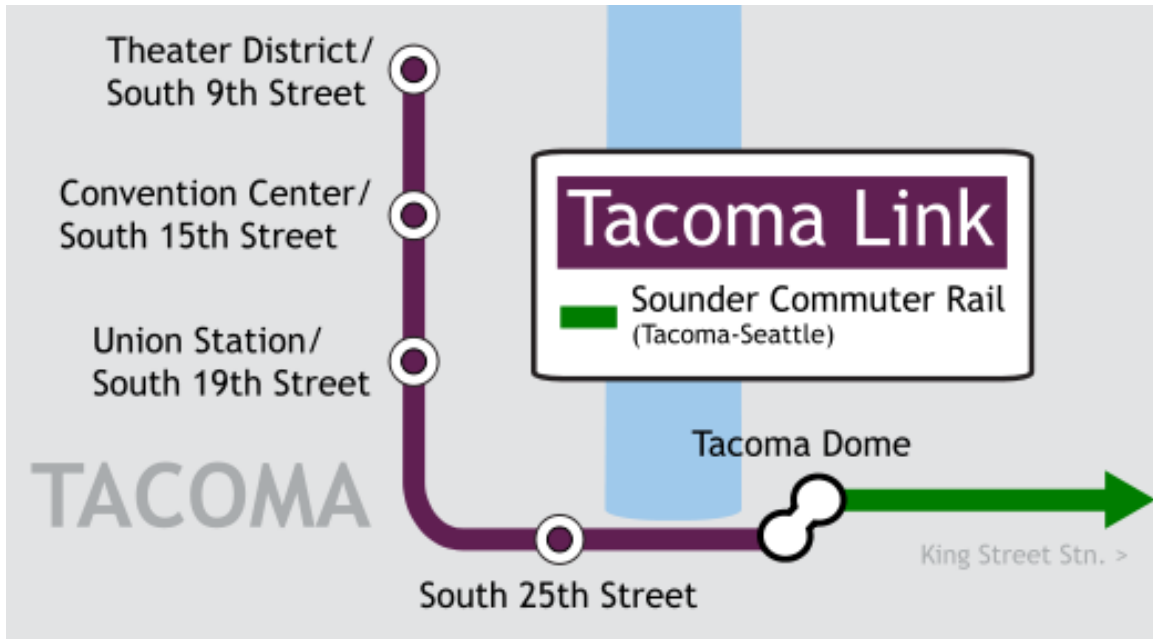 Theater District/
South 9th Street
Convention Center/
South 15th Street
Union Station/
South 19th Street
TACOMA
South 25th Street
Tacoma Link
Sounder Commuter Rail
(Tacoma-Seattle)
Tacoma Dome
King Street Stn. >